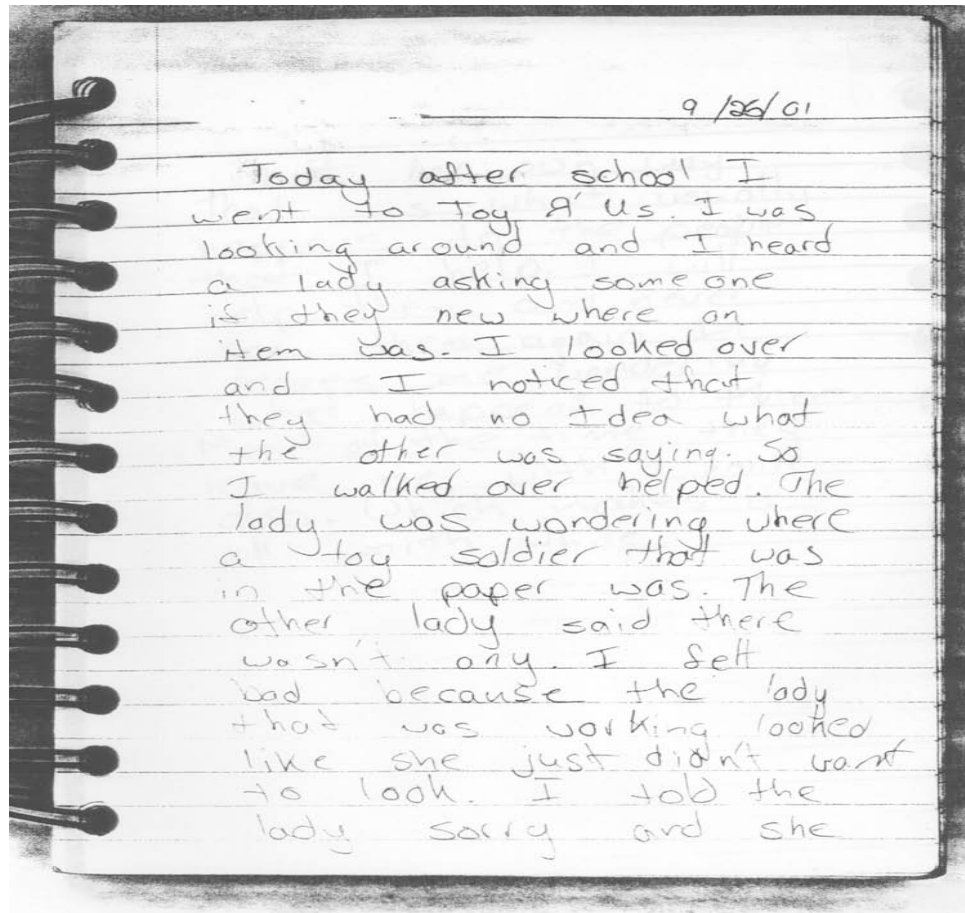 9/26/01
Today after school I
went to Toy R' Us. I was
looking around and I heard
a lady asking someone
if they new where an
item was. I looked over
and I noticed that
they had no Idea what
the other was saying. So
I walked over helped. The
lady was wondering where
a toy soldier that was
in the paper was. The
other lady said there
wasn't any. I felt
bad because the lady
that was working looked
like she just didn't want
to look. I told the
lady sorry and she